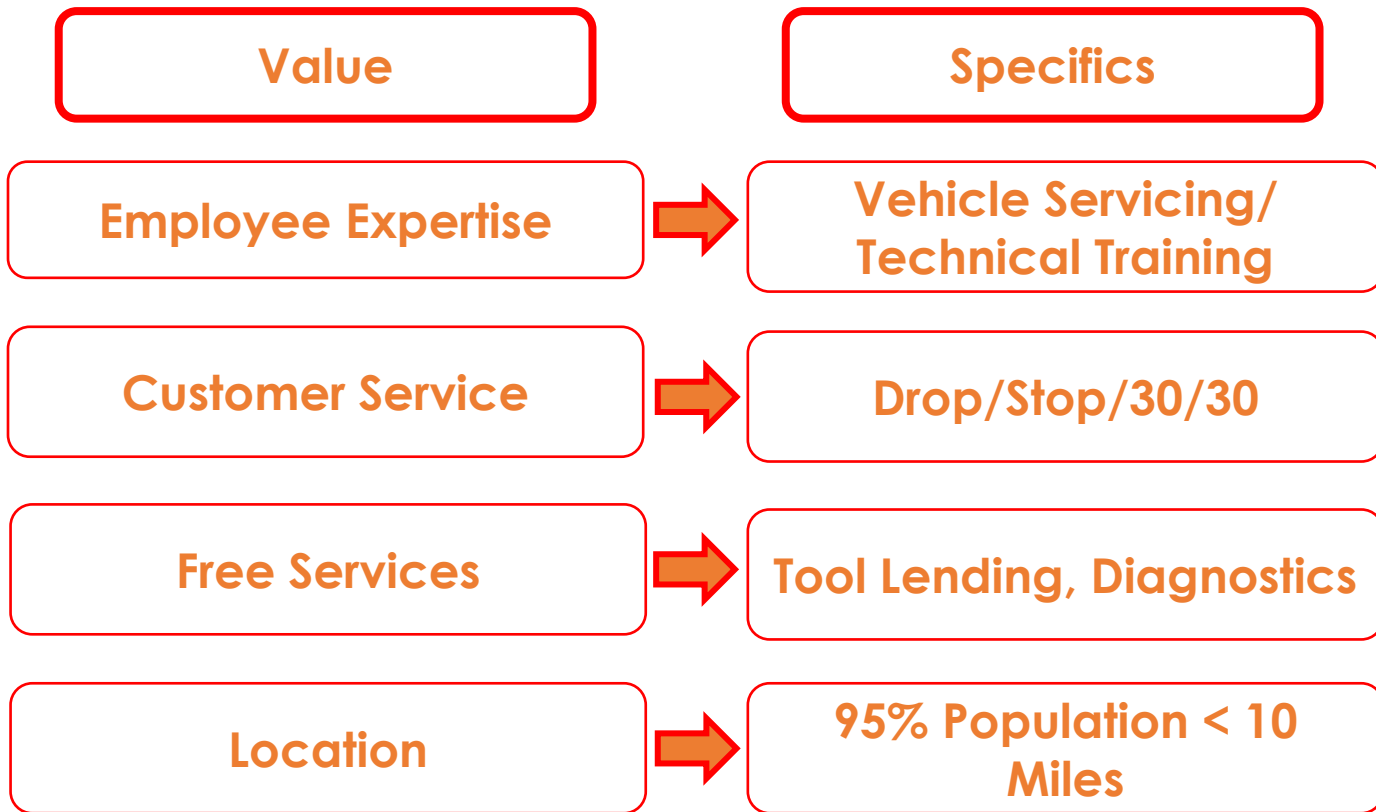 Value
Specifics
Employee Expertise
Vehicle Servicing/
Technical Training
Customer Service
Drop/Stop/30/30
Free Services
Tool Lending, Diagnostics
Location
95% Population < 10
Miles